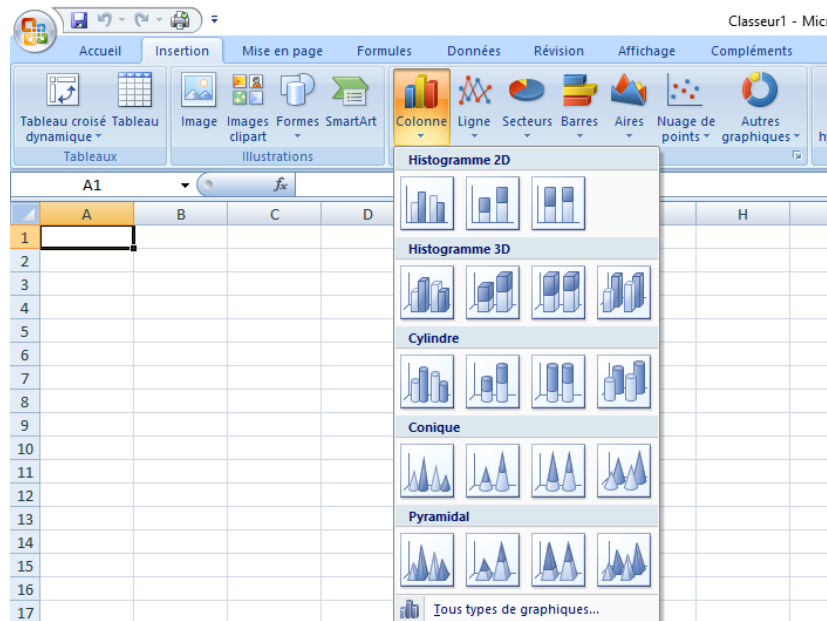 Classeur1 - Micr
Accueil Insertion Mise en page Formules Données Révision Affichage Compléments
Tableau croisé dynamique
Tableau
Image
Images clipart
Formes
SmartArt
Colonne
Ligne
Secteurs
Barres
Aires
Nuage de points
Autres graphiques
h
Tableaux Illustrations
A1 fx
A B C D H
Histogramme 2D
Histogramme 3D
Cylindre
Conique
Pyramidal
Tous types de graphiques...
1
2
3
4
5
6
7
8
9
10
11
12
13
14
15
16
17